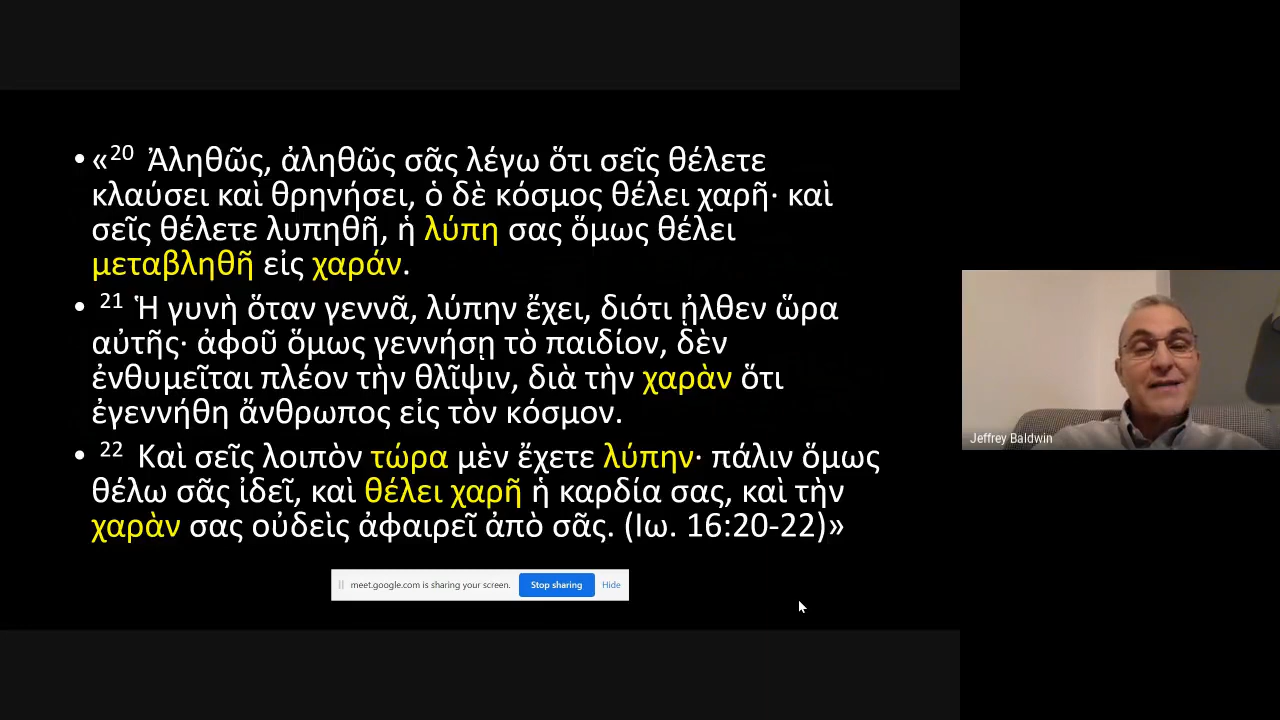 • «20 Ἀληθῶς, ἀληθῶς σᾶς λέγω ὅτι σεῖς θέλετε
κλαύσει καὶ θρηνήσει, ὁ δὲ κόσμος θέλει χαρῆ· καὶ
σεῖς θέλετε λυπηθῆ, ἡ λύπη σας ὅμως θέλει
μεταβληθῆ εἰς χαράν.
• 21 Ἡ γυνὴ ὅταν γεννᾶ, λύπην ἔχει, διότι ᾐλθεν ὥρα
αὐτῆς· ἀφοῦ ὅμως γεννήσῃ τὸ παιδίον, δὲν
ἐνθυμεῖται πλέον τὴν θλῖψιν, διὰ τὴν χαρὰν ὅτι
ἐγεννήθη ἄνθρωπος εἰς τὸν κόσμον.
• 22 Καὶ σεῖς λοιπὸν τώρα μὲν ἔχετε λύπην· πάλιν ὅμως
θέλω σᾶς ἰδεῖ, καὶ θέλει χαρῆ ἡ καρδία σας, καὶ τὴν
χαρὰν σας οὐδεὶς ἀφαιρεῖ ἀπὸ σᾶς. (Ιω. 16:20-22)»
meet.google.com is sharing your screen. Stop sharing Hide
Jeffrey Baldwin